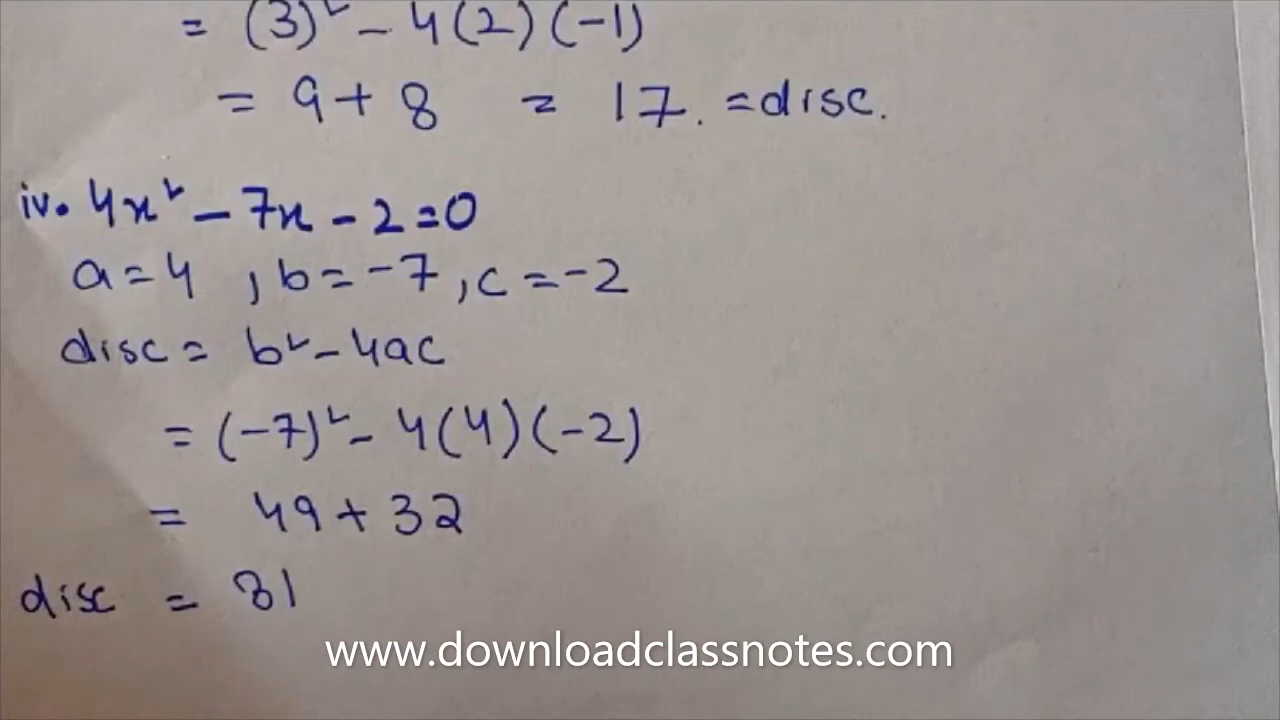 = (3)² - 4(2)(-1)
= 9+8 = 17. =disc.
iv. 4x² - 7x - 2=0
a=4 , b=-7, c=-2
disc= b² - 4ac
= (-7)² - 4(4)(-2)
= 49+32
disc = 81
www.downloadclassnotes.com